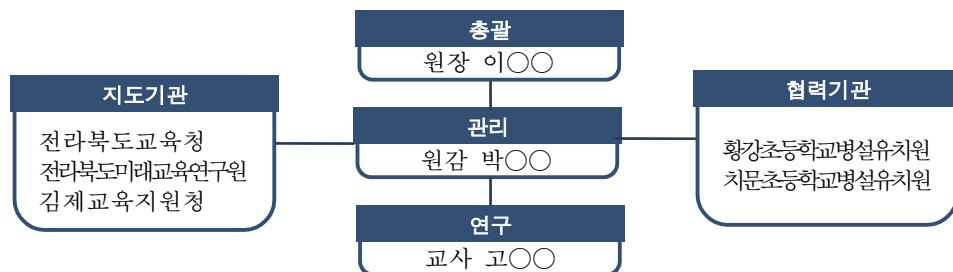 총괄
원장 이○○
지도기관
전라북도교육청
전라북도미래교육연구원
김제교육지원청
관리
원감 박○○
협력기관
황강초등학교병설유치원
치문초등학교병설유치원
연구
교사 고○○